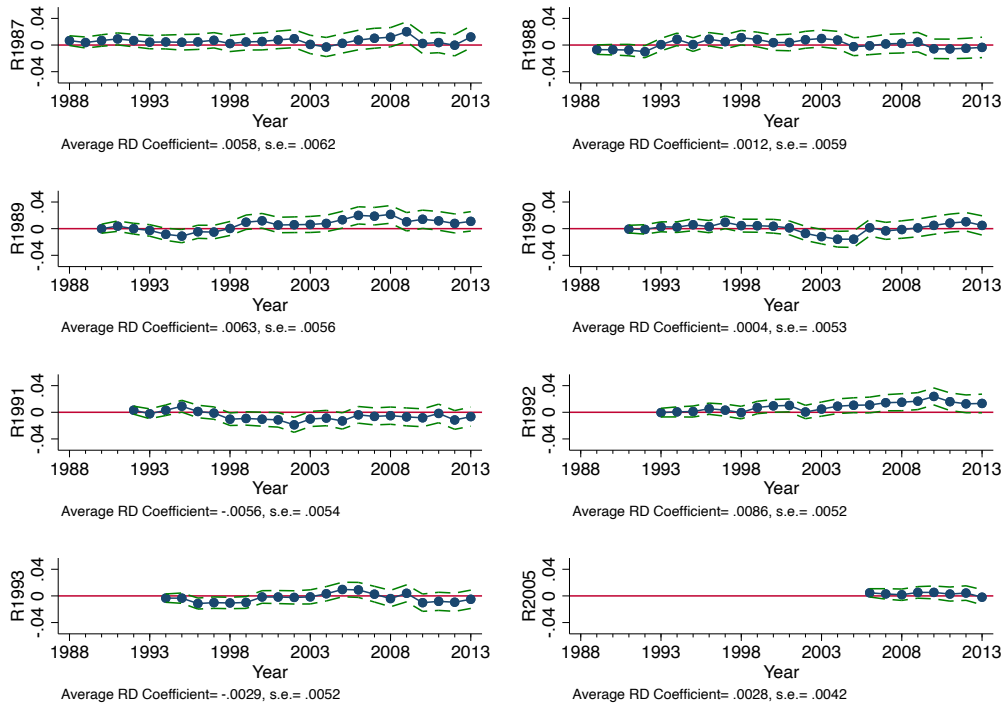 R1987
.04
0
-.04
1988 1993 1998 2003 2008 2013
Year
Average RD Coefficient= .0058, s.e.= .0062
R1988
.04
0
-.04
1988 1993 1998 2003 2008 2013
Year
Average RD Coefficient= .0012, s.e.= .0059
R1989
.04
0
-.04
1988 1993 1998 2003 2008 2013
Year
Average RD Coefficient= .0063, s.e.= .0056
R1990
.04
0
-.04
1988 1993 1998 2003 2008 2013
Year
Average RD Coefficient= .0004, s.e.= .0053
R1991
.04
0
-.04
1988 1993 1998 2003 2008 2013
Year
Average RD Coefficient= -.0056, s.e.= .0054
R1992
.04
0
-.04
1988 1993 1998 2003 2008 2013
Year
Average RD Coefficient= .0086, s.e.= .0052
R1993
.04
0
-.04
1988 1993 1998 2003 2008 2013
Year
Average RD Coefficient= -.0029, s.e.= .0052
R2005
.04
0
-.04
1988 1993 1998 2003 2008 2013
Year
Average RD Coefficient= .0028, s.e.= .0042